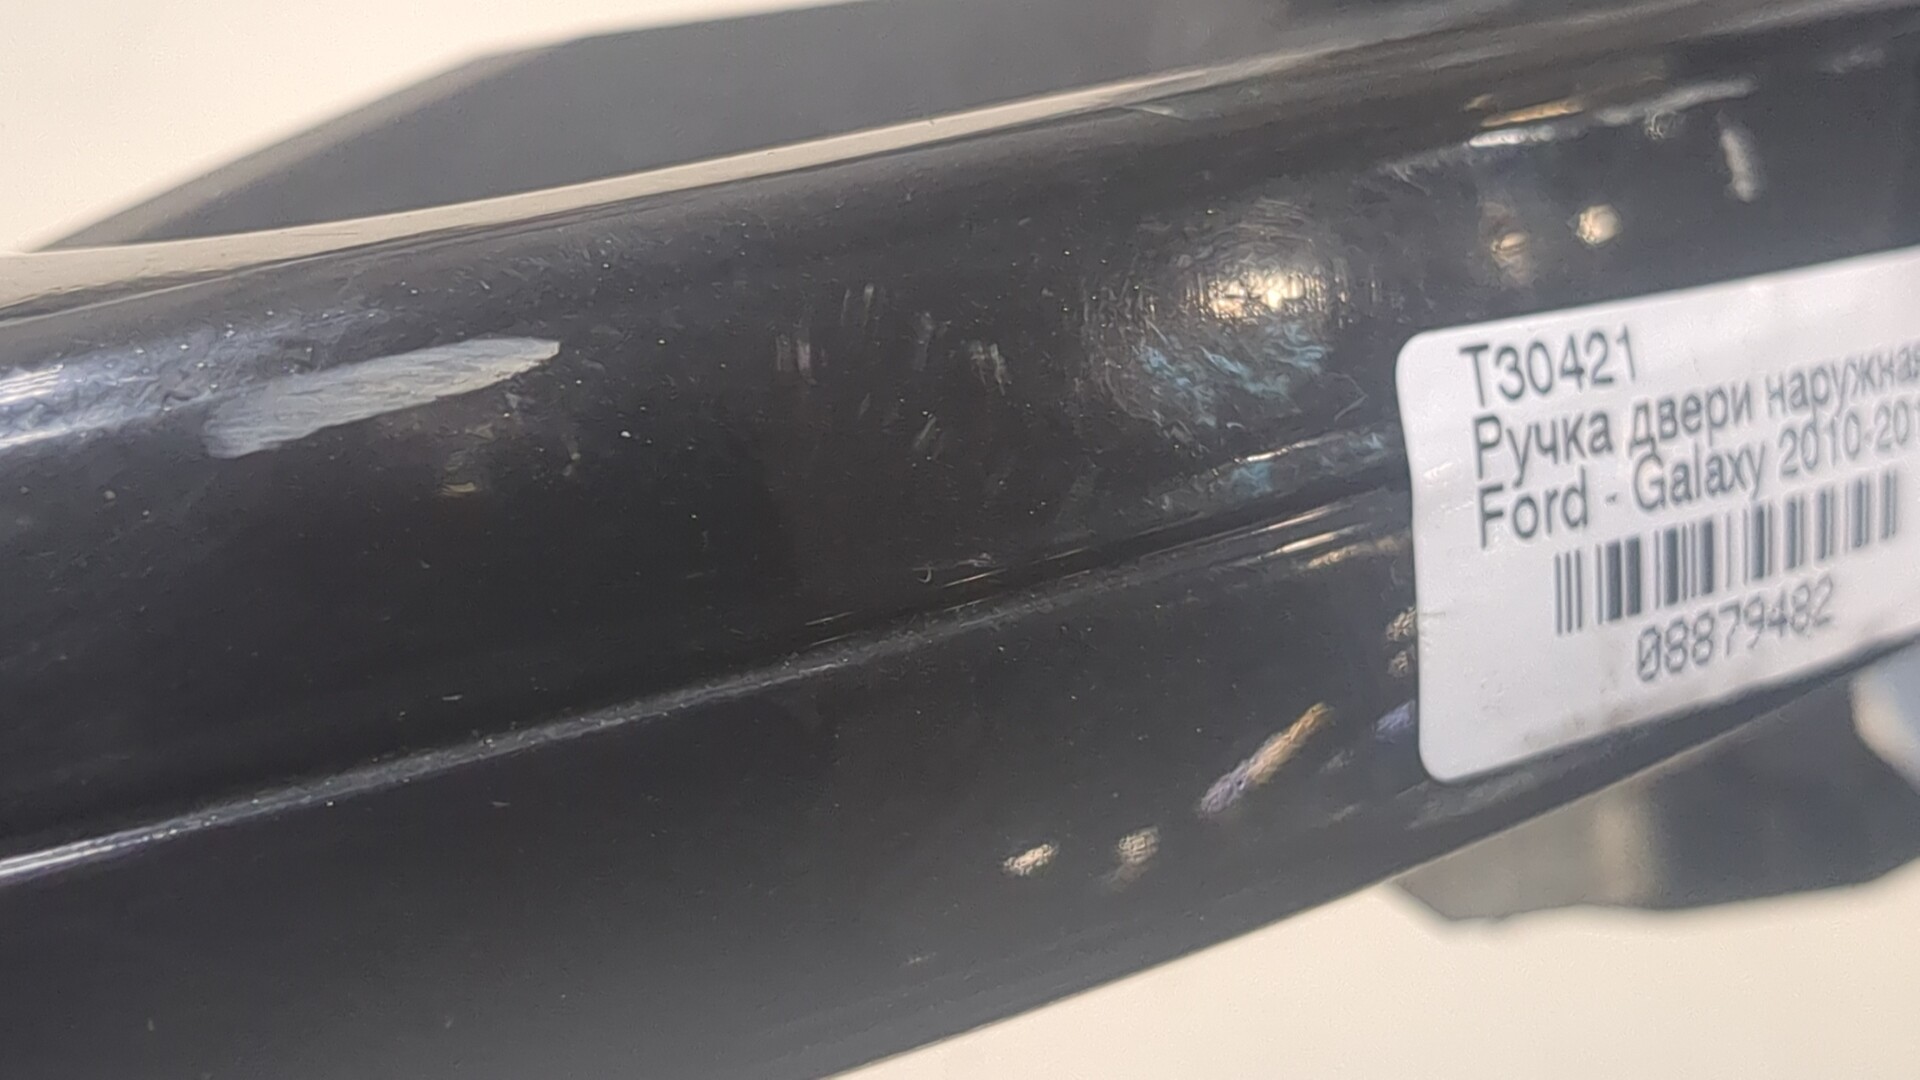 T30421
Ручка двери наружная
Ford - Galaxy 2010-201
08879482